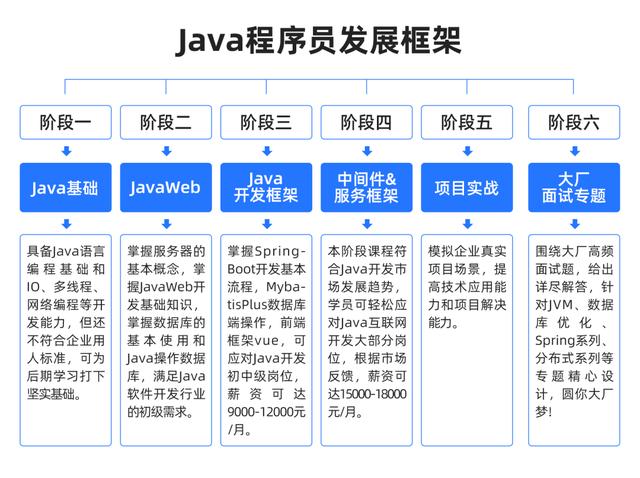 Java程序员发展框架
阶段一
阶段二
阶段三
阶段四
阶段五
阶段六
Java基础
JavaWeb
Java
开发框架
中间件&
服务框架
项目实战
大厂
面试专题
具备Java语言
编程基础和
IO、多线程、
网络编程等开
发能力，但还
不符合企业用
人标准，可为
后期学习打下
坚实基础。
掌握服务器的
基本概念，掌
握JavaWeb开
发基础知识，
掌握数据库的
基本使用和
Java操作数据
库，满足Java
软件开发行业
的初级需求。
掌握Spring-
Boot开发基本
流程，Myba-
tisPlus数据库
端操作，前端
框架vue，可
应对Java开发
初中级岗位，
薪资可达
9000-12000元
/月。
本阶段课程符
合Java开发市
场发展趋势，
学员可轻松应
对Java互联网
开发大部分岗
位，根据市场
反馈，薪资可
达15000-18000
元/月。
模拟企业真实
项目场景，提
高技术应用能
力和项目解决
能力。
围绕大厂高频
面试题，给出
详尽解答，针
对JVM、数据
库优化、
Spring系列、
分布式系列等
专题精心设
计，圆你大厂
梦!